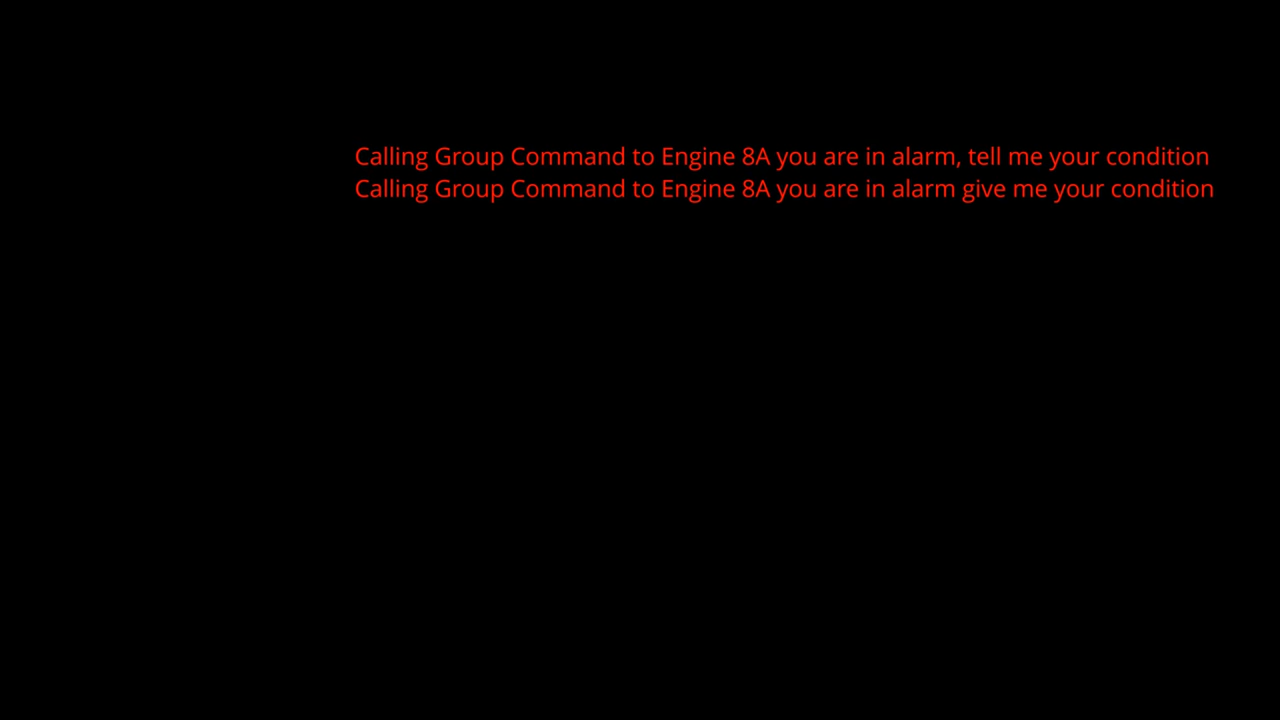 Calling Group Command to Engine 8A you are in alarm, tell me your condition
Calling Group Command to Engine 8A you are in alarm give me your condition